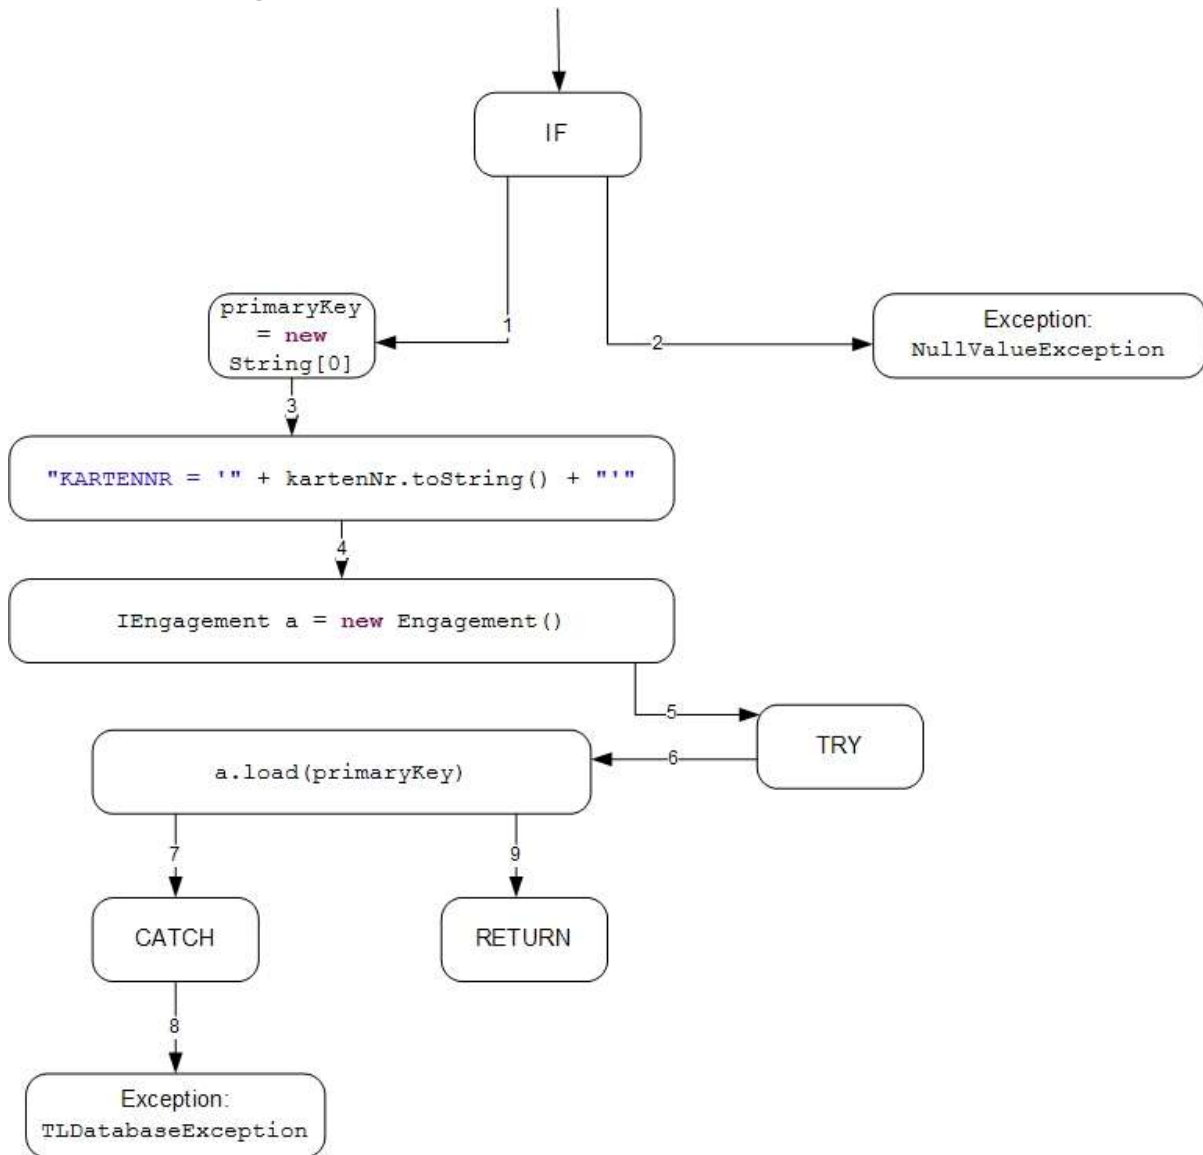 IF
1
2
primaryKey
= new
String[0]
Exception:
NullValueException
3
"KARTENNR = '" + kartenNr.toString() + "'"
4
IEngagement a = new Engagement()
5
TRY
6
a.load(primaryKey)
7
9
CATCH
RETURN
8
Exception:
TLDatabaseException